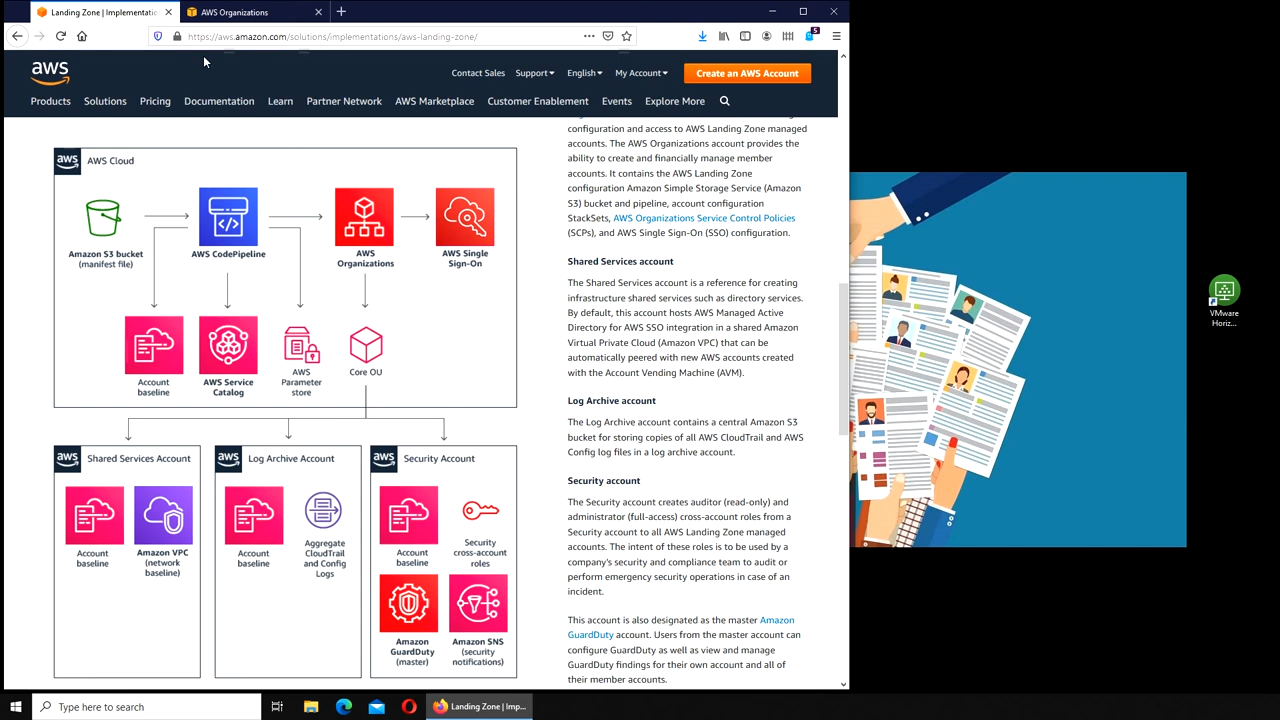 Landing Zone | Implementatio
AWS Organizations
https://aws.amazon.com/solutions/implementations/aws-landing-zone/
5
aws
Contact Sales
Support
English
My Account
Create an AWS Account
Products
Solutions
Pricing
Documentation
Learn
Partner Network
AWS Marketplace
Customer Enablement
Events
Explore More
aws
AWS Cloud
Amazon S3 bucket
(manifest file)
AWS CodePipeline
AWS
Organizations
AWS Single
Sign-On
Account
baseline
AWS Service
Catalog
AWS
Parameter
store
Core OU
aws
Shared Services Account
Account
baseline
Amazon VPC
(network
baseline)
aws
Log Archive Account
Account
baseline
Aggregate
CloudTrail
and Config
Logs
aws
Security Account
Account
baseline
Security
cross-account
roles
Amazon
GuardDuty
(master)
Amazon SNS
(security
notifications)
configuration and access to AWS Landing Zone managed
accounts. The AWS Organizations account provides the
ability to create and financially manage member
accounts. It contains the AWS Landing Zone
configuration Amazon Simple Storage Service (Amazon
S3) bucket and pipeline, account configuration
StackSets, AWS Organizations Service Control Policies
(SCPs), and AWS Single Sign-On (SSO) configuration.
Shared Services account
The Shared Services account is a reference for creating
infrastructure shared services such as directory services.
By default, this account hosts AWS Managed Active
Directory for AWS SSO integration in a shared Amazon
Virtual Private Cloud (Amazon VPC) that can be
automatically peered with new AWS accounts created
with the Account Vending Machine (AVM).
Log Archive account
The Log Archive account contains a central Amazon S3
bucket for storing copies of all AWS CloudTrail and AWS
Config log files in a log archive account.
Security account
The Security account creates auditor (read-only) and
administrator (full-access) cross-account roles from a
Security account to all AWS Landing Zone managed
accounts. The intent of these roles is to be used by a
company's security and compliance team to audit or
perform emergency security operations in case of an
incident.
This account is also designated as the master Amazon
GuardDuty account. Users from the master account can
configure GuardDuty as well as view and manage
GuardDuty findings for their own account and all of
their member accounts.
VMware
Horiz...
Type here to search
Landing Zone | Imp...